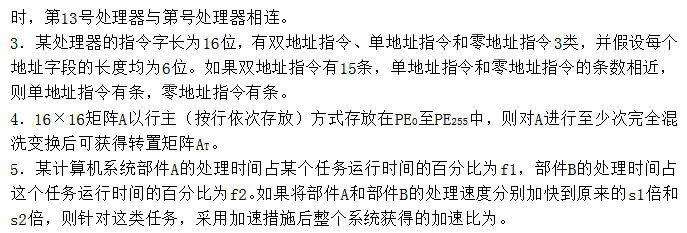 时，第13号处理器与第号处理器相连。
3．某处理器的指令字长为16位，有双地址指令、单地址指令和零地址指令3类，并假设每个
地址字段的长度均为6位。如果双地址指令有15条，单地址指令和零地址指令的条数相近，
则单地址指令有条，零地址指令有条。
4．16×16矩阵A以行主（按行依次存放）方式存放在PE0至PE255中，则对A进行至少次完全混
洗变换后可获得转置矩阵AT。
5．某计算机系统部件A的处理时间占某个任务运行时间的百分比为f1，部件B的处理时间占
这个任务运行时间的百分比为f2。如果将部件A和部件B的处理速度分别加快到原来的s1倍和
s2倍，则针对这类任务，采用加速措施后整个系统获得的加速比为。